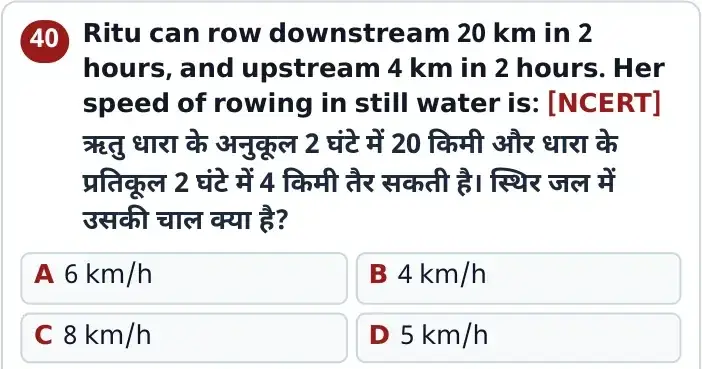 40 Ritu can row downstream 20 km in 2
hours, and upstream 4 km in 2 hours. Her
speed of rowing in still water is: [NCERT]
ऋतु धारा के अनुकूल 2 घंटे में 20 किमी और धारा के
प्रतिकूल 2 घंटे में 4 किमी तैर सकती है। स्थिर जल में
उसकी चाल क्या है?
A 6 km/h B 4 km/h
C 8 km/h D 5 km/h